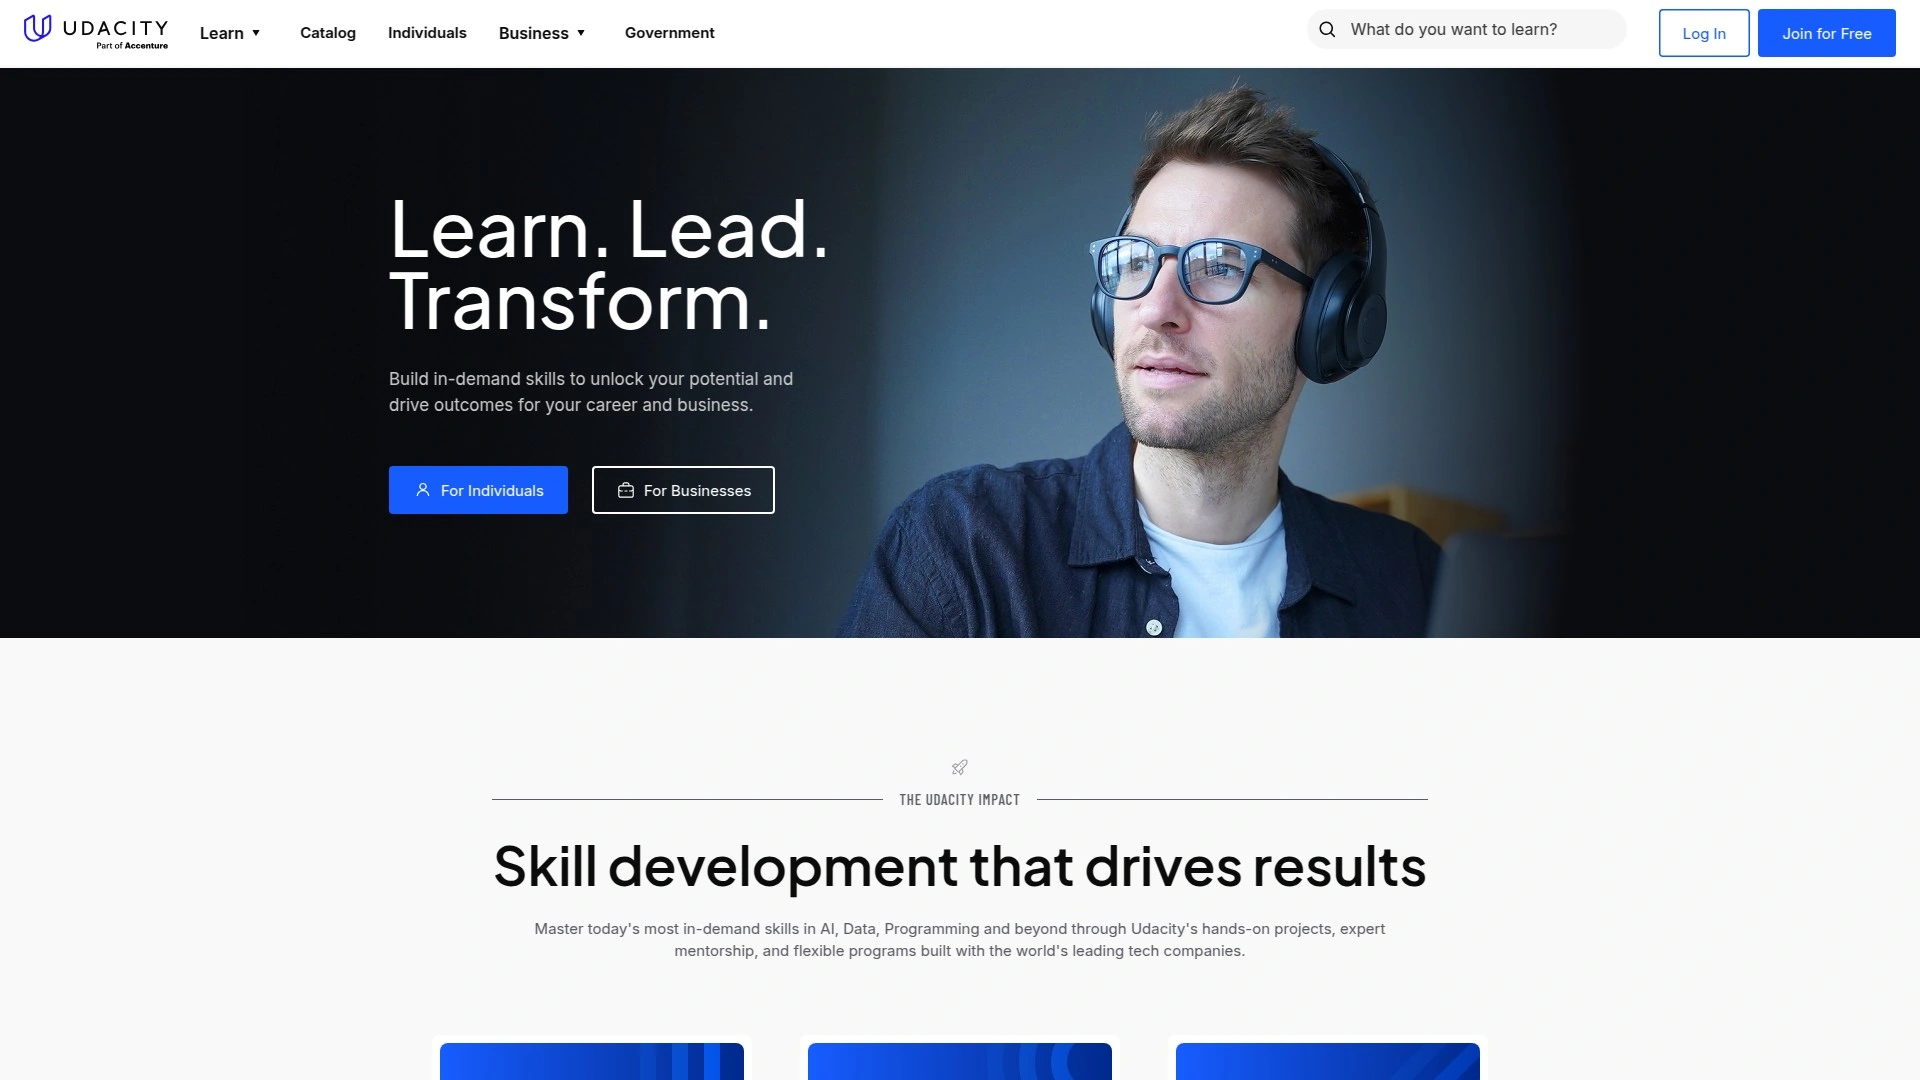 UDACITY
Part of Accenture
Learn
Catalog
Individuals
Business
Government
What do you want to learn?
Log In
Join for Free
Learn. Lead.
Transform.
Build in-demand skills to unlock your potential and
drive outcomes for your career and business.
For Individuals
For Businesses
THE UDACITY IMPACT
Skill development that drives results
Master today's most in-demand skills in AI, Data, Programming and beyond through Udacity's hands-on projects, expert
mentorship, and flexible programs built with the world's leading tech companies.